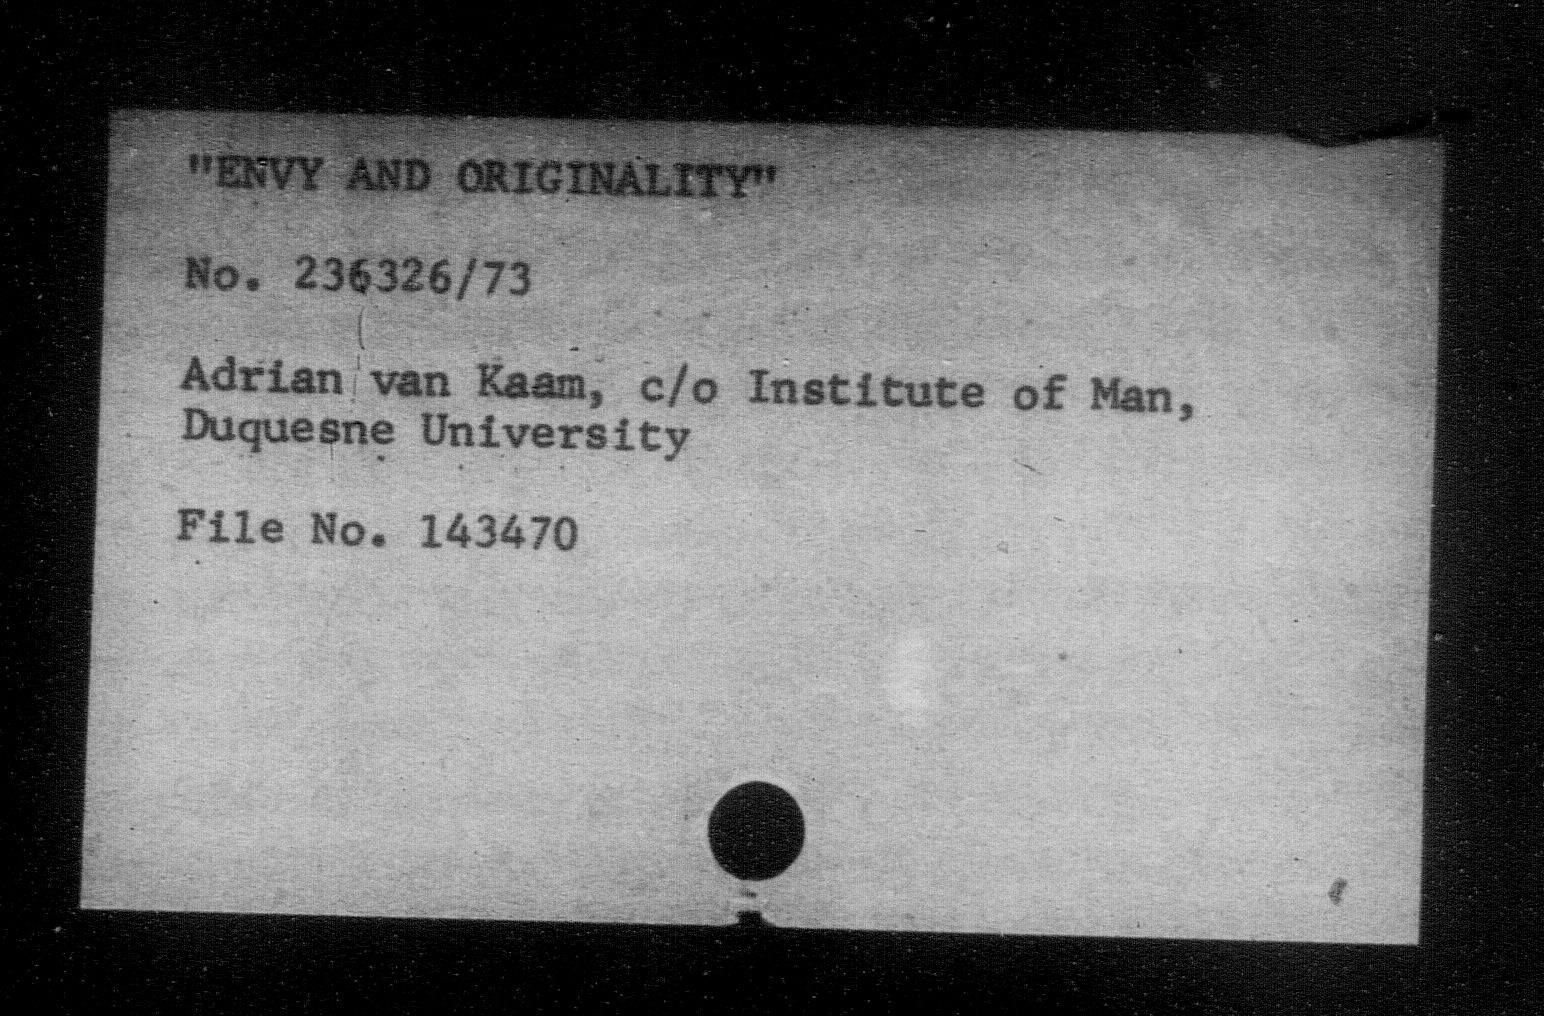 "ENVY AND ORIGINALITY"
No. 236326/73
Adrian van Kaam, c/o Institute of Man,
Duquesne University
File No. 143470